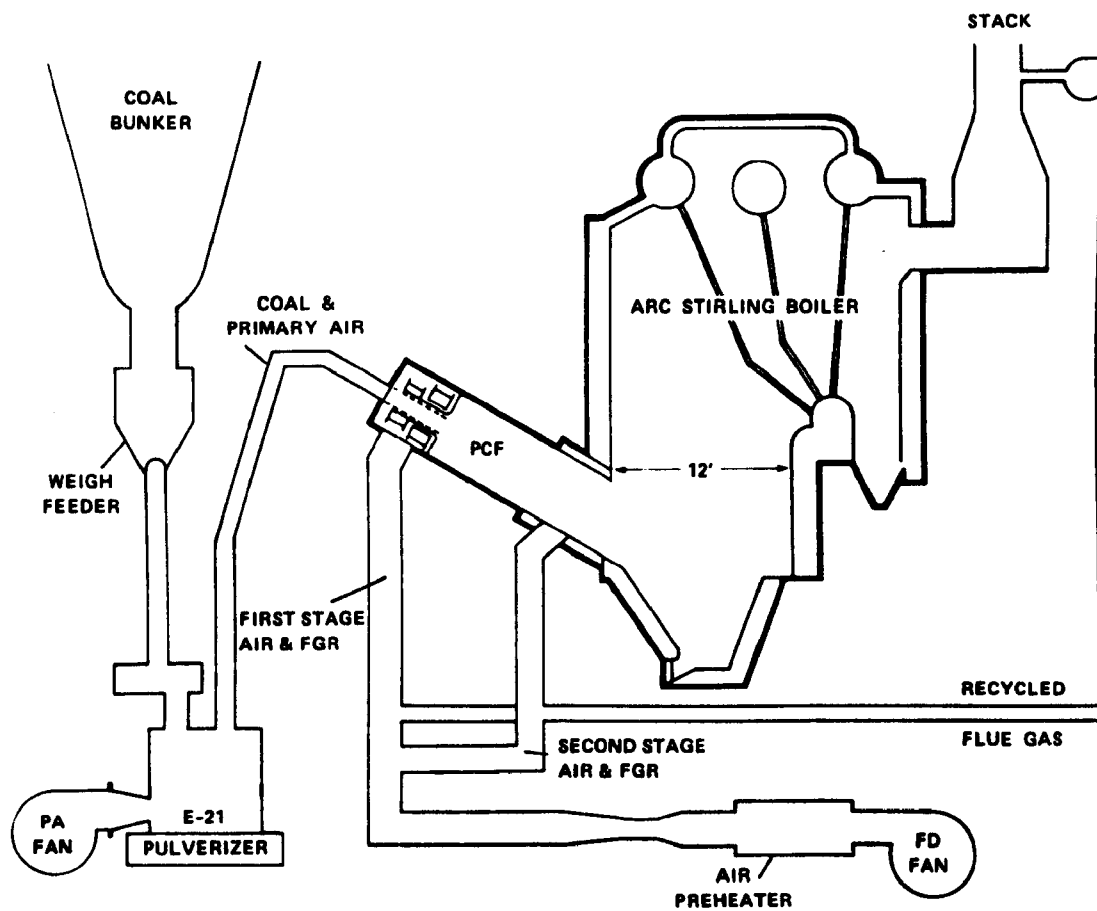 STACK
COAL
BUNKER
COAL &
PRIMARY AIR
ARC STIRLING BOILER
WEIGH
FEEDER
PCF
12'
FIRST STAGE
AIR & FGR
RECYCLED
FLUE GAS
SECOND STAGE
AIR & FGR
PA
FAN
E-21
PULVERIZER
FD
FAN
AIR
PREHEATER